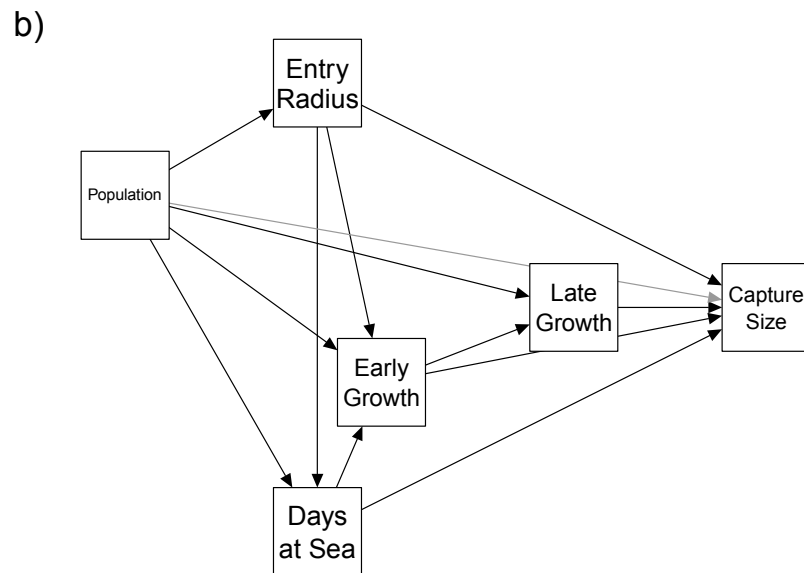 b)
Entry
Radius
Population
Late
Growth
Capture
Size
Early
Growth
Days
at Sea